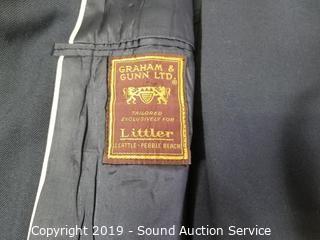 GRAHAM &
GUNN LTD.®
TAILORED
EXCLUSIVELY FOR
Littler
SEATTLE - PEBBLE BEACH
Copyright 2019 - Sound Auction Service